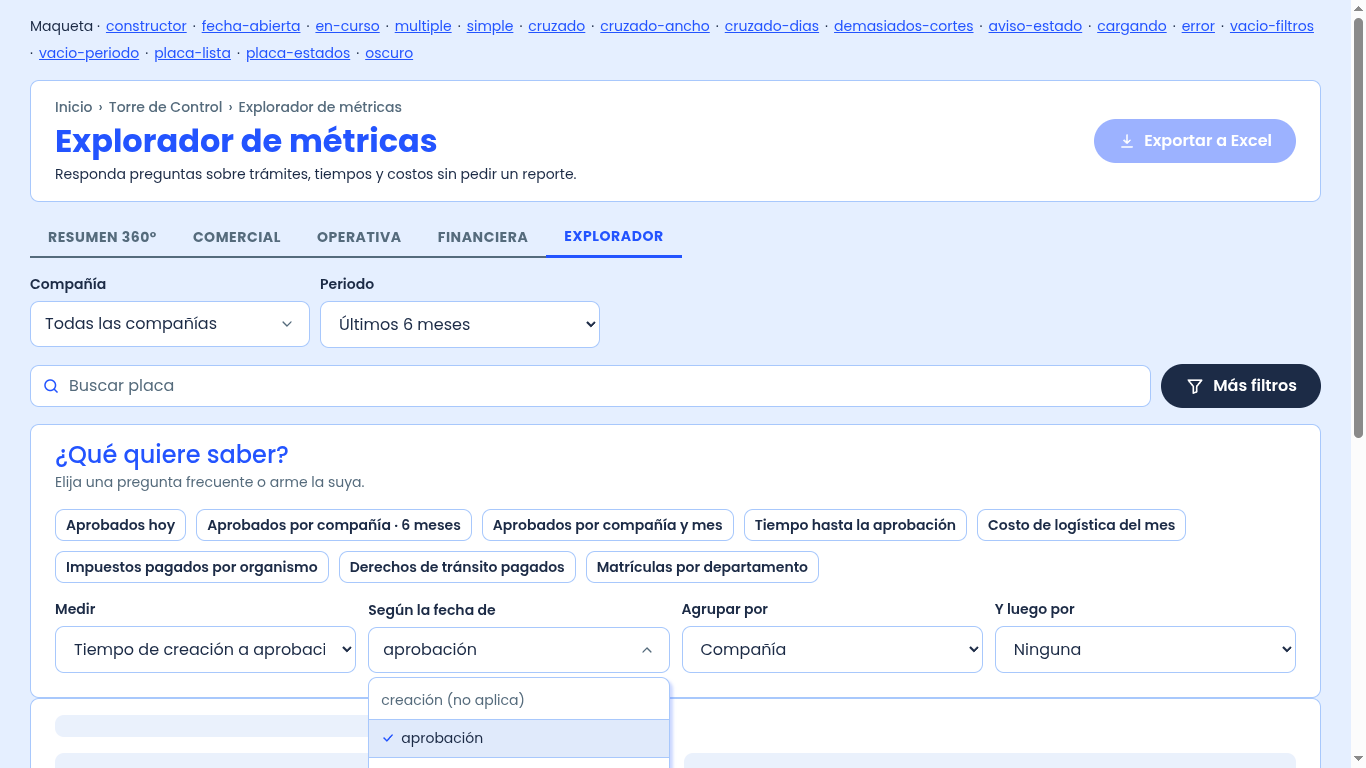 Maqueta · constructor · fecha-abierta · en-curso · multiple · simple · cruzado · cruzado-ancho · cruzado-dias · demasiados-cortes · aviso-estado · cargando · error · vacio-filtros
· vacio-periodo · placa-lista · placa-estados · oscuro
Inicio › Torre de Control › Explorador de métricas
Explorador de métricas
Exportar a Excel
Responda preguntas sobre trámites, tiempos y costos sin pedir un reporte.
RESUMEN 360° COMERCIAL OPERATIVA FINANCIERA EXPLORADOR
Compañía Periodo
Todas las compañías Últimos 6 meses
Buscar placa Más filtros
¿Qué quiere saber?
Elija una pregunta frecuente o arme la suya.
Aprobados hoy Aprobados por compañía · 6 meses Aprobados por compañía y mes Tiempo hasta la aprobación Costo de logística del mes
Impuestos pagados por organismo Derechos de tránsito pagados Matrículas por departamento
Medir Según la fecha de Agrupar por Y luego por
Tiempo de creación a aprobaci aprobación Compañía Ninguna
creación (no aplica)
aprobación